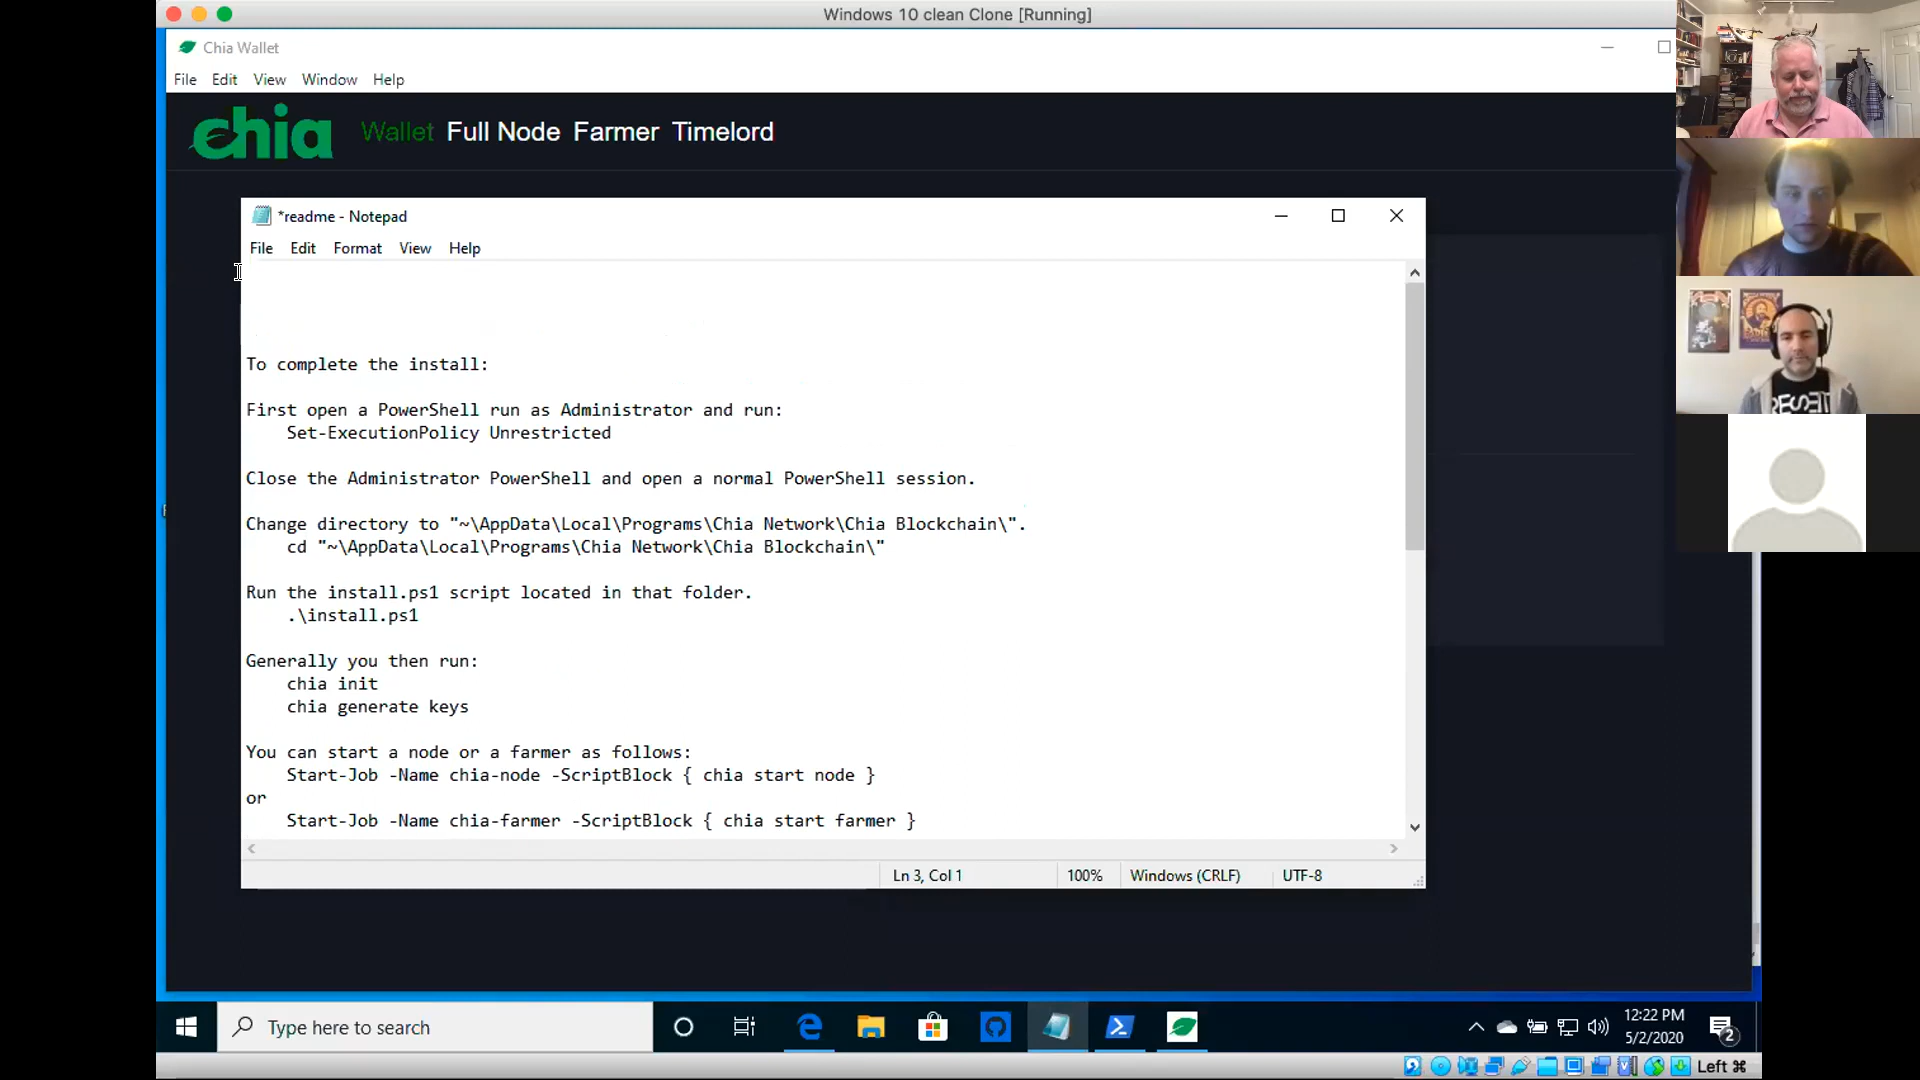 Windows 10 clean Clone [Running]
Chia Wallet
File Edit View Window Help
chia Wallet Full Node Farmer Timelord
*readme - Notepad
File Edit Format View Help
To complete the install:
First open a PowerShell run as Administrator and run:
Set-ExecutionPolicy Unrestricted
Close the Administrator PowerShell and open a normal PowerShell session.
Change directory to "~\AppData\Local\Programs\Chia Network\Chia Blockchain\".
cd "~\AppData\Local\Programs\Chia Network\Chia Blockchain\"
Run the install.ps1 script located in that folder.
.\install.ps1
Generally you then run:
chia init
chia generate keys
You can start a node or a farmer as follows:
Start-Job -Name chia-node -ScriptBlock { chia start node }
or
Start-Job -Name chia-farmer -ScriptBlock { chia start farmer }
Ln 3, Col 1 100% Windows (CRLF) UTF-8
Type here to search
12:22 PM
5/2/2020
2
Left ⌘